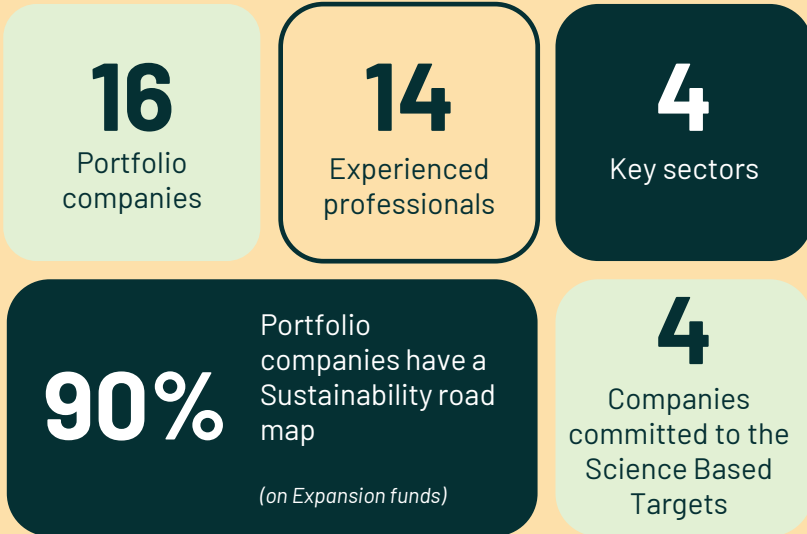 16
Portfolio
companies
14
Experienced
professionals
4
Key sectors
90%
Portfolio
companies have a
Sustainability road
map
(on Expansion funds)
4
Companies
committed to the
Science Based
Targets